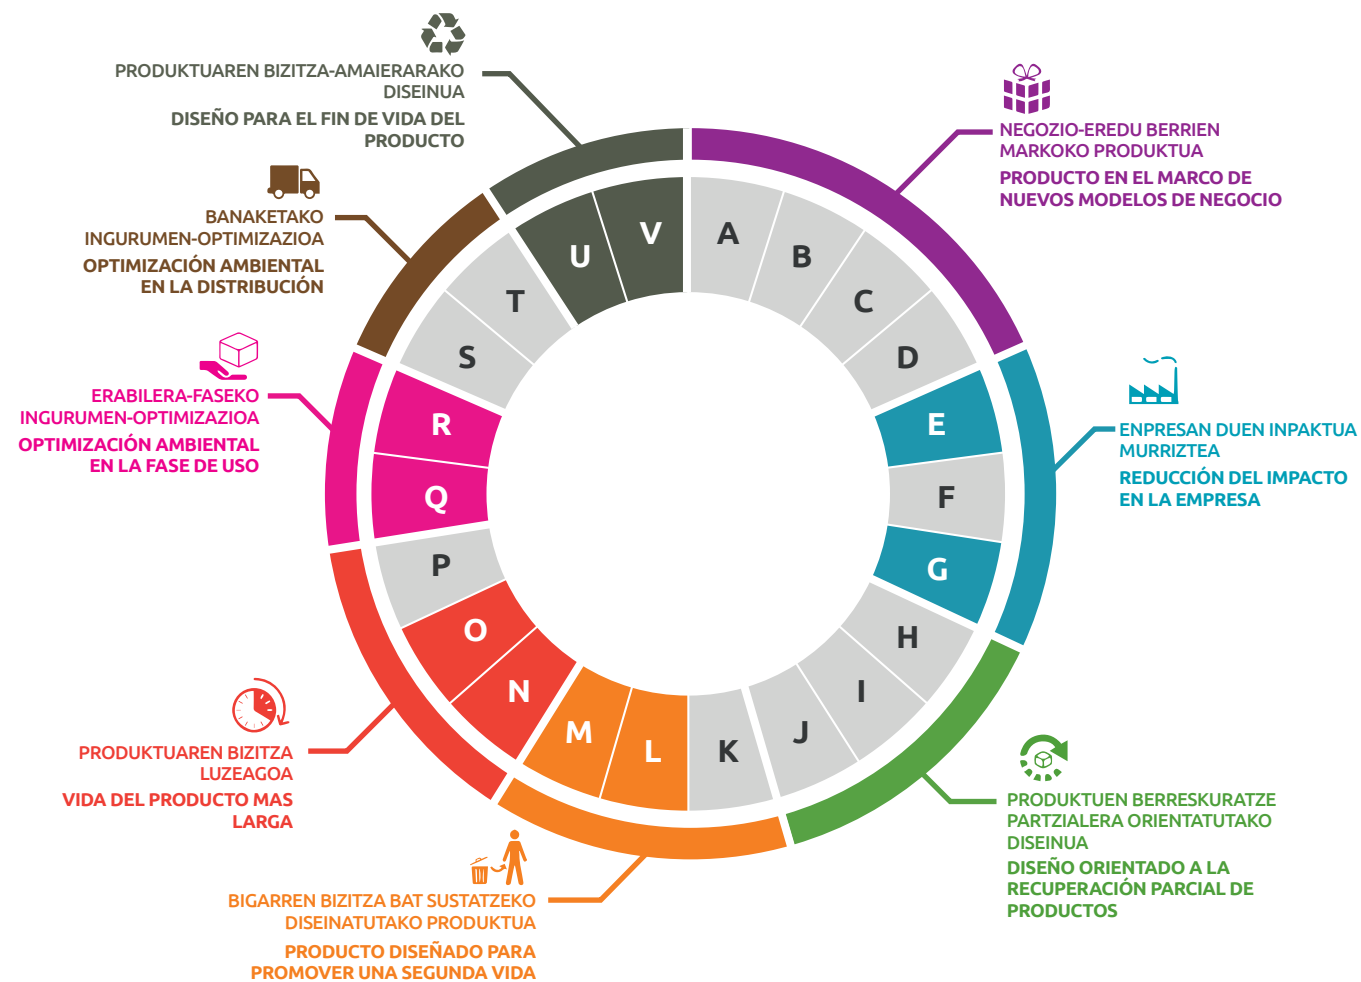 PRODUKTUAREN BIZITZA-AMAIERARAKO
DISEINUA
DISEÑO PARA EL FIN DE VIDA DEL
PRODUCTO
NEGOZIO-EREDU BERRIEN
MARKOKO PRODUKTUA
PRODUCTO EN EL MARCO DE
NUEVOS MODELOS DE NEGOCIO
BANAKETAKO
INGURUMEN-OPTIMIZAZIOA
OPTIMIZACIÓN AMBIENTAL
EN LA DISTRIBUCIÓN
ERABILERA-FASEKO
INGURUMEN-OPTIMIZAZIOA
OPTIMIZACIÓN AMBIENTAL
EN LA FASE DE USO
ENPRESAN DUEN INPAKTUA
MURRIZTEA
REDUCCIÓN DEL IMPACTO
EN LA EMPRESA
A
B
C
D
E
F
G
H
I
J
K
L
M
N
O
P
Q
R
S
T
U
V
PRODUKTUAREN BIZITZA
LUZEAGOA
VIDA DEL PRODUCTO MAS
LARGA
PRODUKTUEN BERRESKURATZE
PARTZIALERA ORIENTATUTAKO
DISEINUA
DISEÑO ORIENTADO A LA
RECUPERACIÓN PARCIAL DE
PRODUCTOS
BIGARREN BIZITZA BAT SUSTATZEKO
DISEINATUTAKO PRODUKTUA
PRODUCTO DISEÑADO PARA
PROMOVER UNA SEGUNDA VIDA